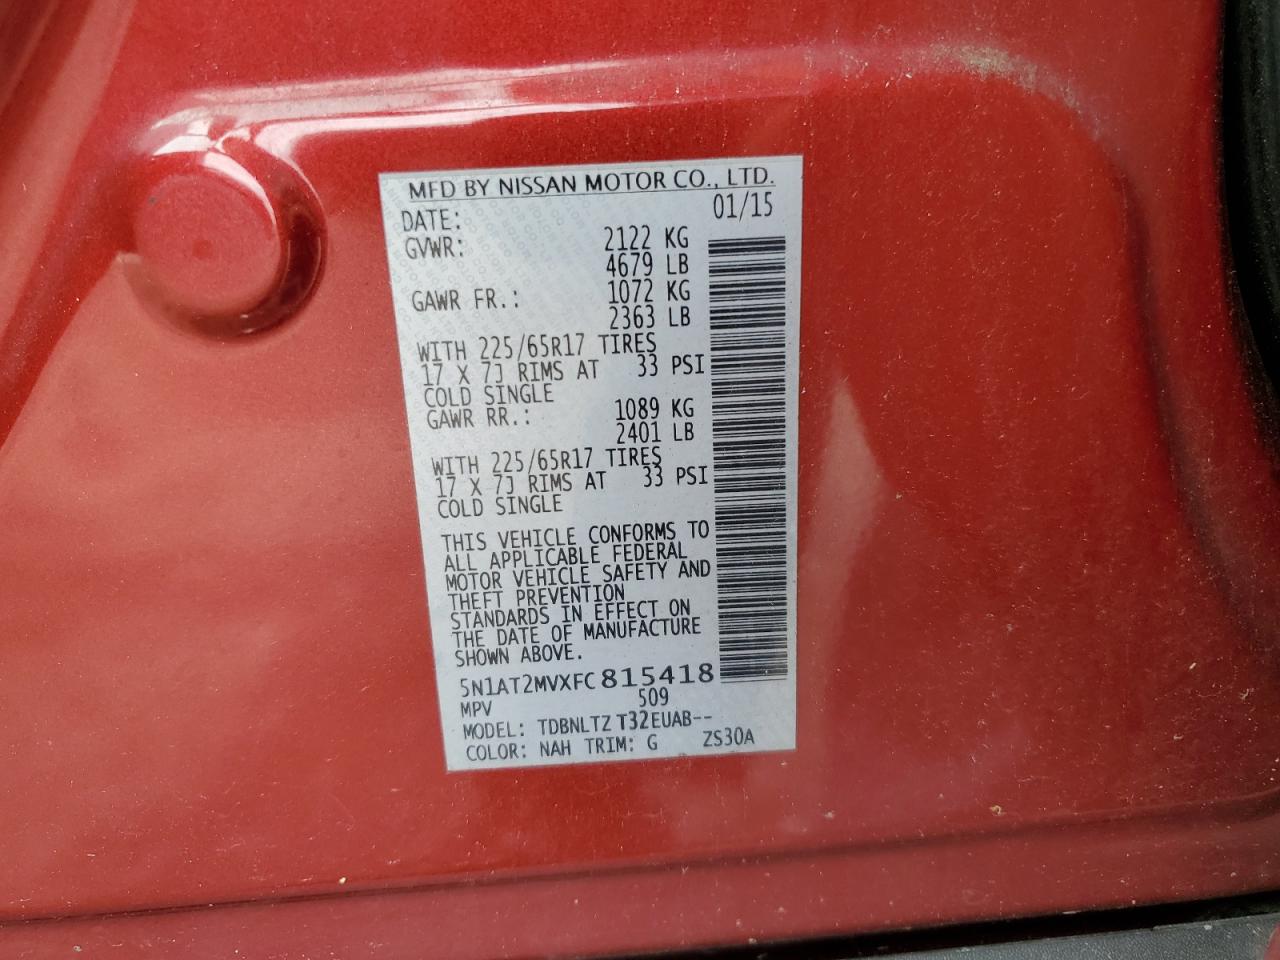 MFD BY NISSAN MOTOR CO., LTD.
DATE: 01/15
GVWR: 2122 KG
4679 LB
GAWR FR.: 1072 KG
2363 LB
WITH 225/65R17 TIRES
17 X 7J RIMS AT 33 PSI
COLD SINGLE
GAWR RR.: 1089 KG
2401 LB
WITH 225/65R17 TIRES
17 X 7J RIMS AT 33 PSI
COLD SINGLE
THIS VEHICLE CONFORMS TO
ALL APPLICABLE FEDERAL
MOTOR VEHICLE SAFETY AND
THEFT PREVENTION
STANDARDS IN EFFECT ON
THE DATE OF MANUFACTURE
SHOWN ABOVE.
5N1AT2MVXFC815418
MPV 509
MODEL: TDBNLTZ T32EUAB--
COLOR: NAH TRIM: G ZS30A